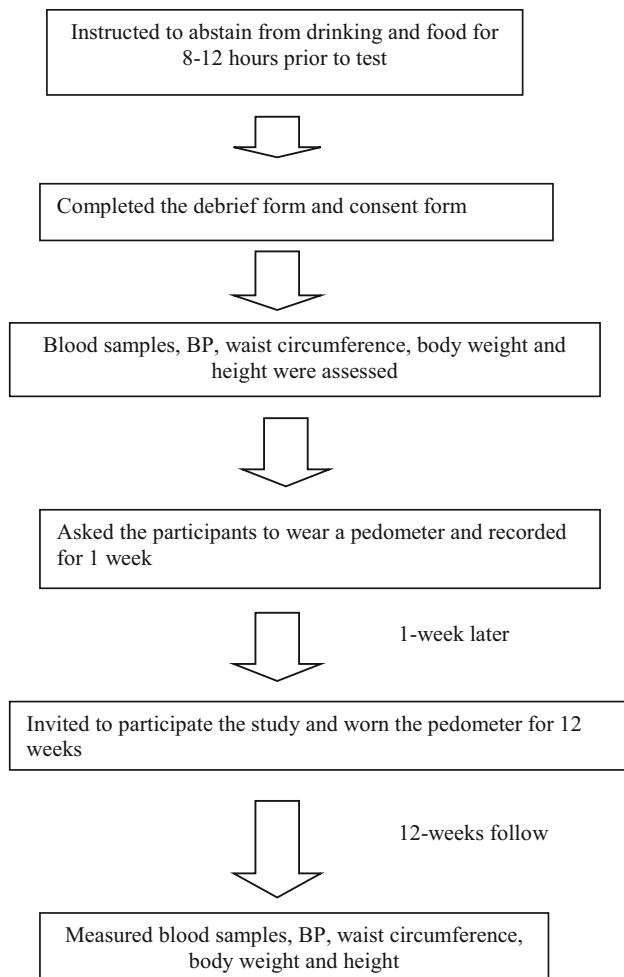 Instructed to abstain from drinking and food for
8-12 hours prior to test
Completed the debrief form and consent form
Blood samples, BP, waist circumference, body weight and
height were assessed
Asked the participants to wear a pedometer and recorded
for 1 week
1-week later
Invited to participate the study and worn the pedometer for 12
weeks
12-weeks follow
Measured blood samples, BP, waist circumference,
body weight and height